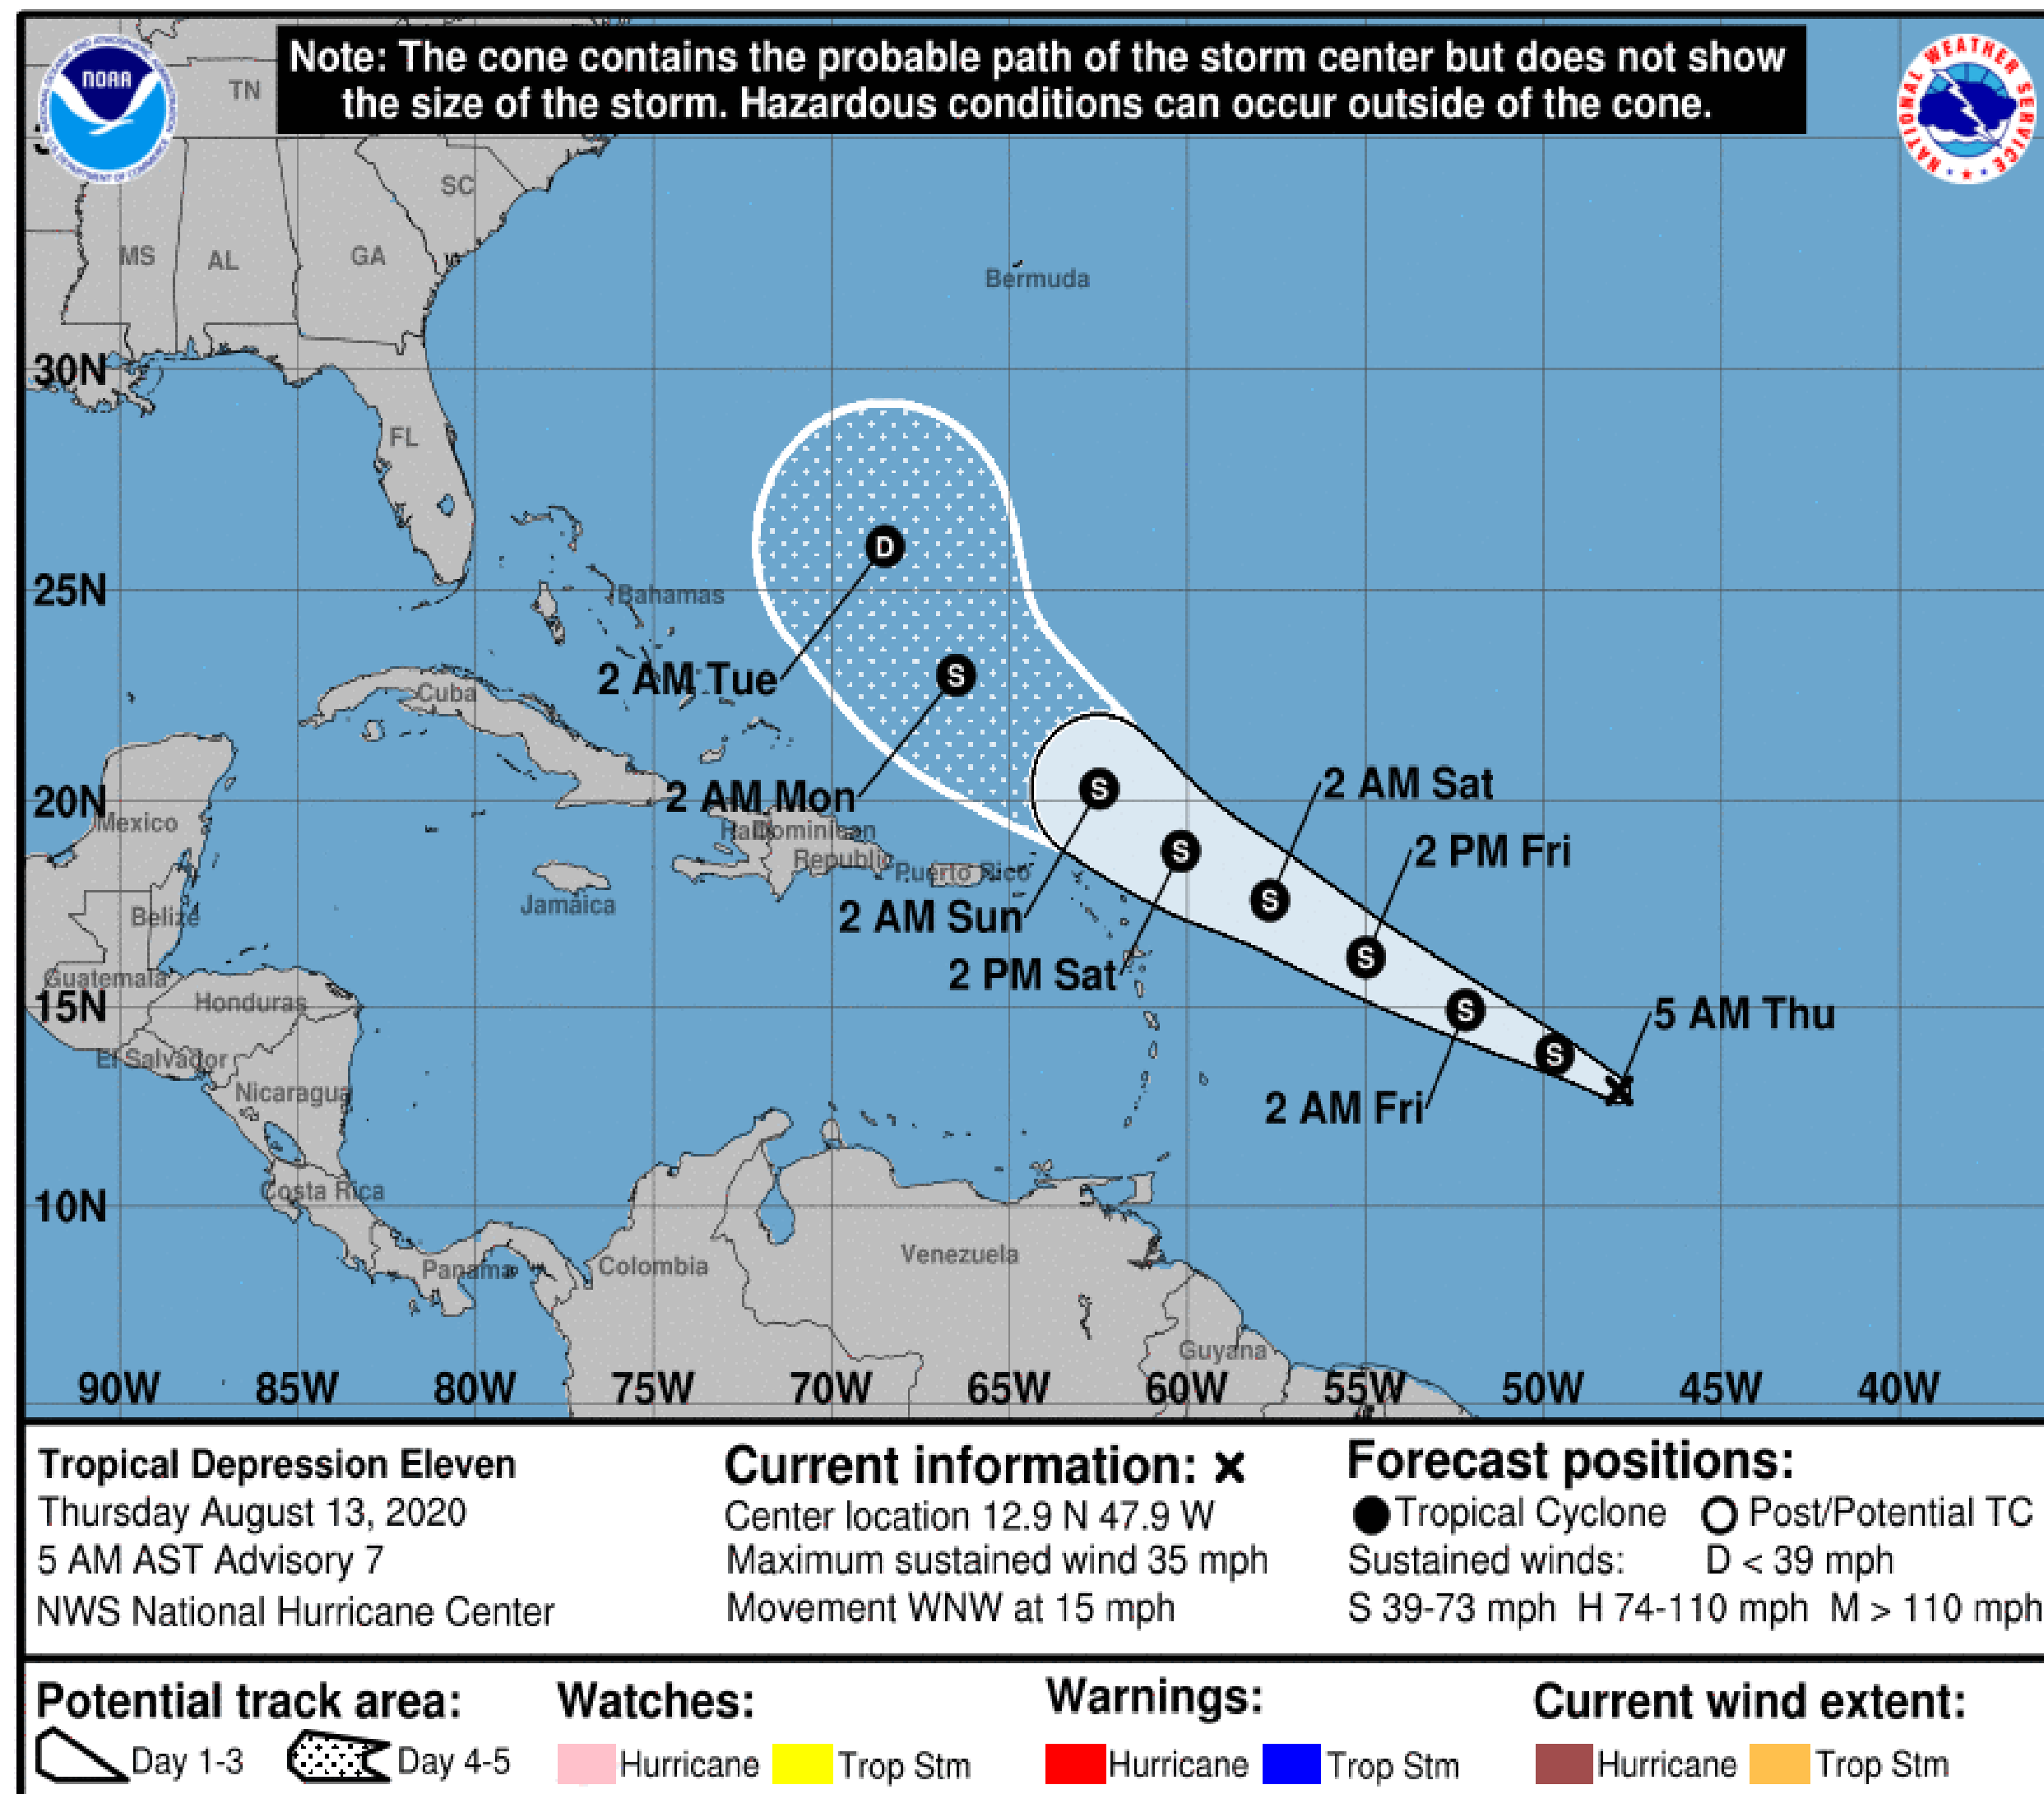 Note: The cone contains the probable path of the storm center but does not show
the size of the storm. Hazardous conditions can occur outside of the cone.
NOAA
NATIONAL WEATHER SERVICE
TN
SC
MS
AL
GA
Bermuda
30N
FL
25N
Bahamas
D
2 AM Tue
S
Cuba
2 AM Mon
20N
S
2 AM Sat
Mexico
Haiti
Dominican
Republic
Puerto Rico
S
2 PM Fri
Jamaica
S
2 AM Sun
Belize
2 PM Sat
S
Guatemala
Honduras
15N
S
5 AM Thu
El Salvador
S
Nicaragua
2 AM Fri
Costa Rica
10N
Panama
Colombia
Venezuela
Guyana
90W 85W 80W 75W 70W 65W 60W 55W 50W 45W 40W
Tropical Depression Eleven
Thursday August 13, 2020
5 AM AST Advisory 7
NWS National Hurricane Center
Current information: x
Center location 12.9 N 47.9 W
Maximum sustained wind 35 mph
Movement WNW at 15 mph
Forecast positions:
Tropical Cyclone Post/Potential TC
Sustained winds: D < 39 mph
S 39-73 mph H 74-110 mph M > 110 mph
Potential track area:
Day 1-3 Day 4-5
Watches:
Hurricane Trop Stm
Warnings:
Hurricane Trop Stm
Current wind extent:
Hurricane Trop Stm